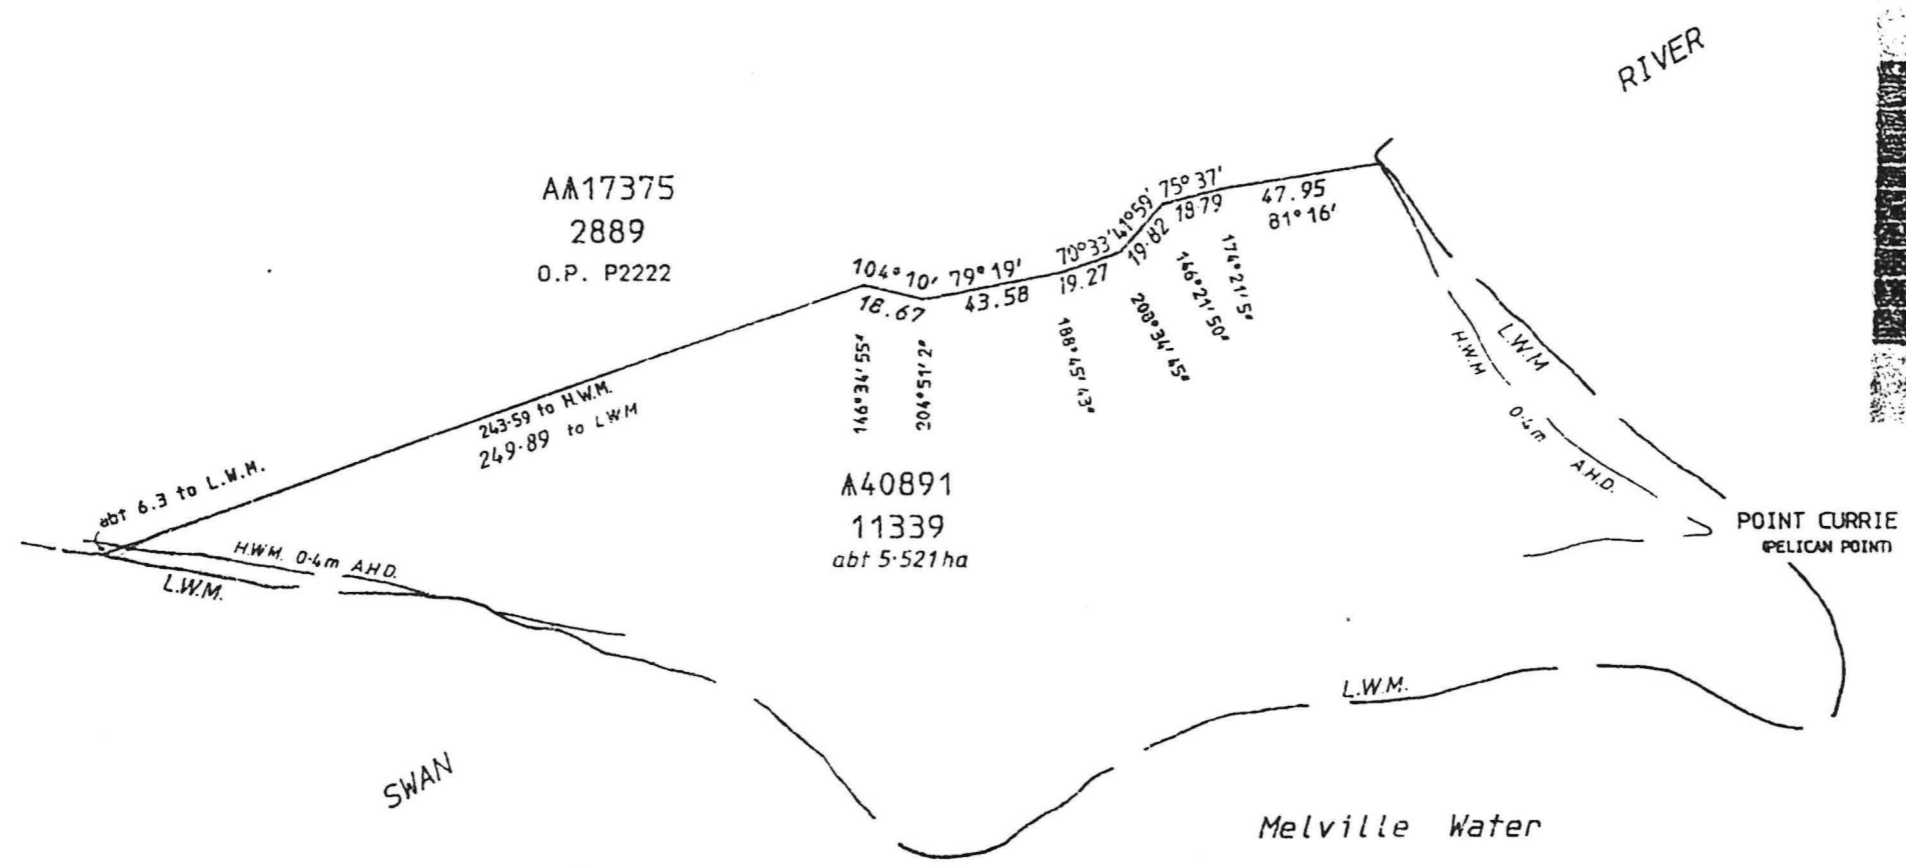 RIVER
AA17375
2889
O.P. P2222
104° 10′
18.67
79° 19′
43.58
70° 33′
19.27
41° 59′
19.82
75° 37′
18.79
47.95
81° 16′
146° 34′ 55″
204° 51′ 2″
188° 45′ 43″
208° 34′ 45″
146° 21′ 50″
174° 21′ 5″
243.59 to H.W.M.
249.89 to LWM
abt 6.3 to L.W.M.
H.W.M. 0.4m A.H.D.
L.W.M.
A40891
11339
abt 5.521ha
L.W.M
H.W.M 0.4m A.H.D.
POINT CURRIE
(PELICAN POINT)
L.W.M.
SWAN
Melville Water